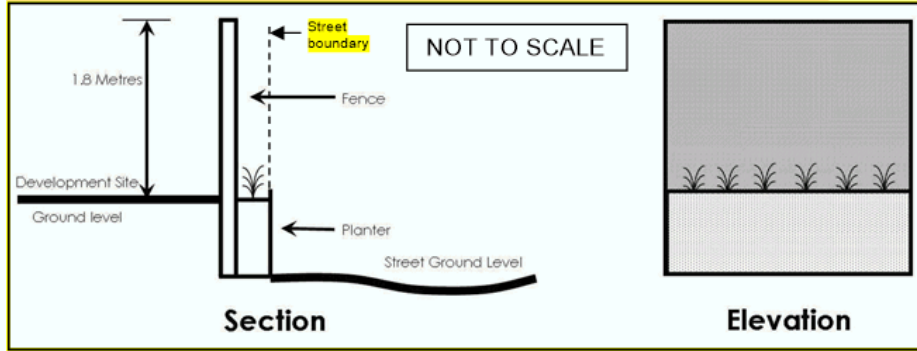 Street
boundary
NOT TO SCALE
1.8 Metres
Fence
Development Site
Ground level
Planter
Street Ground Level
Section
Elevation